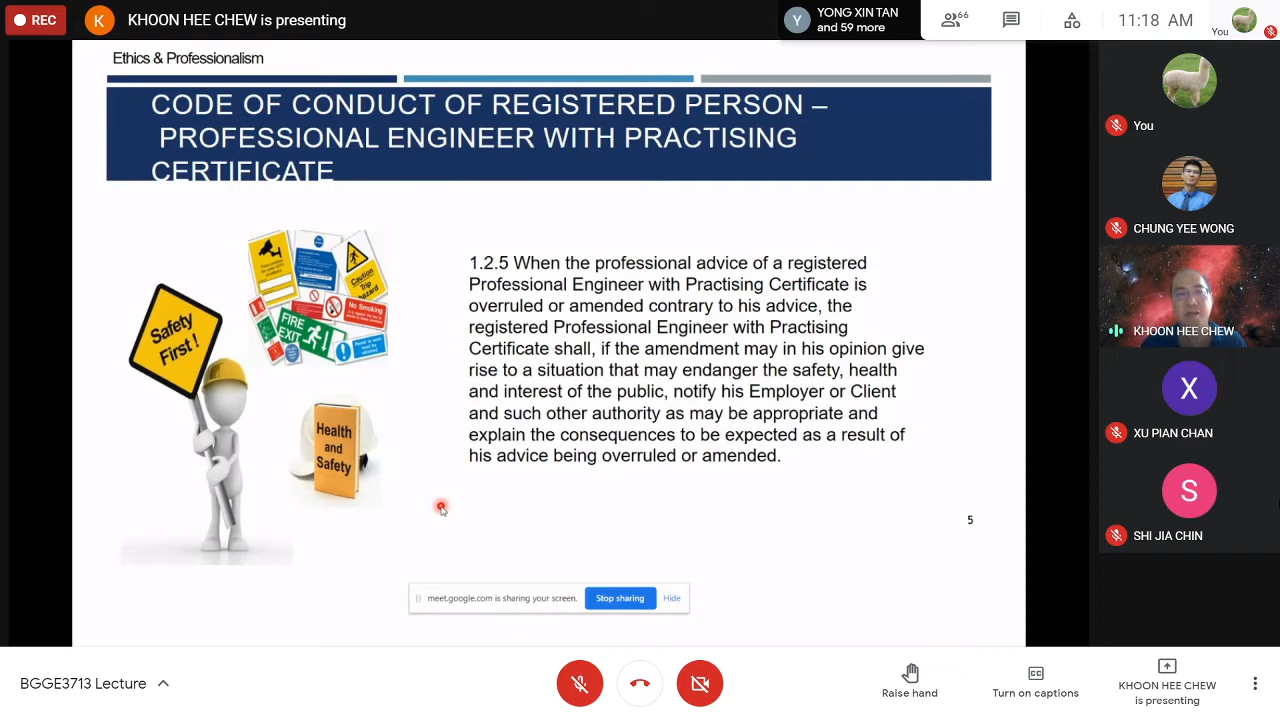 REC
K
KHOON HEE CHEW is presenting
Y
YONG XIN TAN
and 59 more
66
11:18 AM
You
Ethics & Professionalism
CODE OF CONDUCT OF REGISTERED PERSON –
PROFESSIONAL ENGINEER WITH PRACTISING
CERTIFICATE
Safety
First !
Caution
Trip
hazard
No Smoking
FIRE
EXIT
Health
and
Safety
1.2.5 When the professional advice of a registered
Professional Engineer with Practising Certificate is
overruled or amended contrary to his advice, the
registered Professional Engineer with Practising
Certificate shall, if the amendment may in his opinion give
rise to a situation that may endanger the safety, health
and interest of the public, notify his Employer or Client
and such other authority as may be appropriate and
explain the consequences to be expected as a result of
his advice being overruled or amended.
5
meet.google.com is sharing your screen.
Stop sharing
Hide
You
CHUNG YEE WONG
KHOON HEE CHEW
X
XU PIAN CHAN
S
SHI JIA CHIN
BGGE3713 Lecture
Raise hand
Turn on captions
KHOON HEE CHEW
is presenting